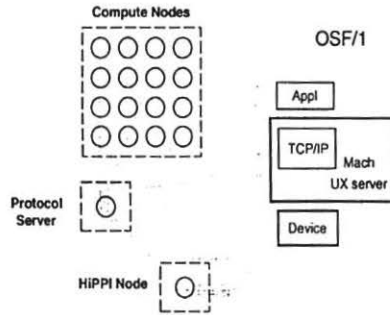 Compute Nodes
OSF/1
Appl
TCP/IP
Mach
UX server
Protocol
Server
Device
HiPPI Node